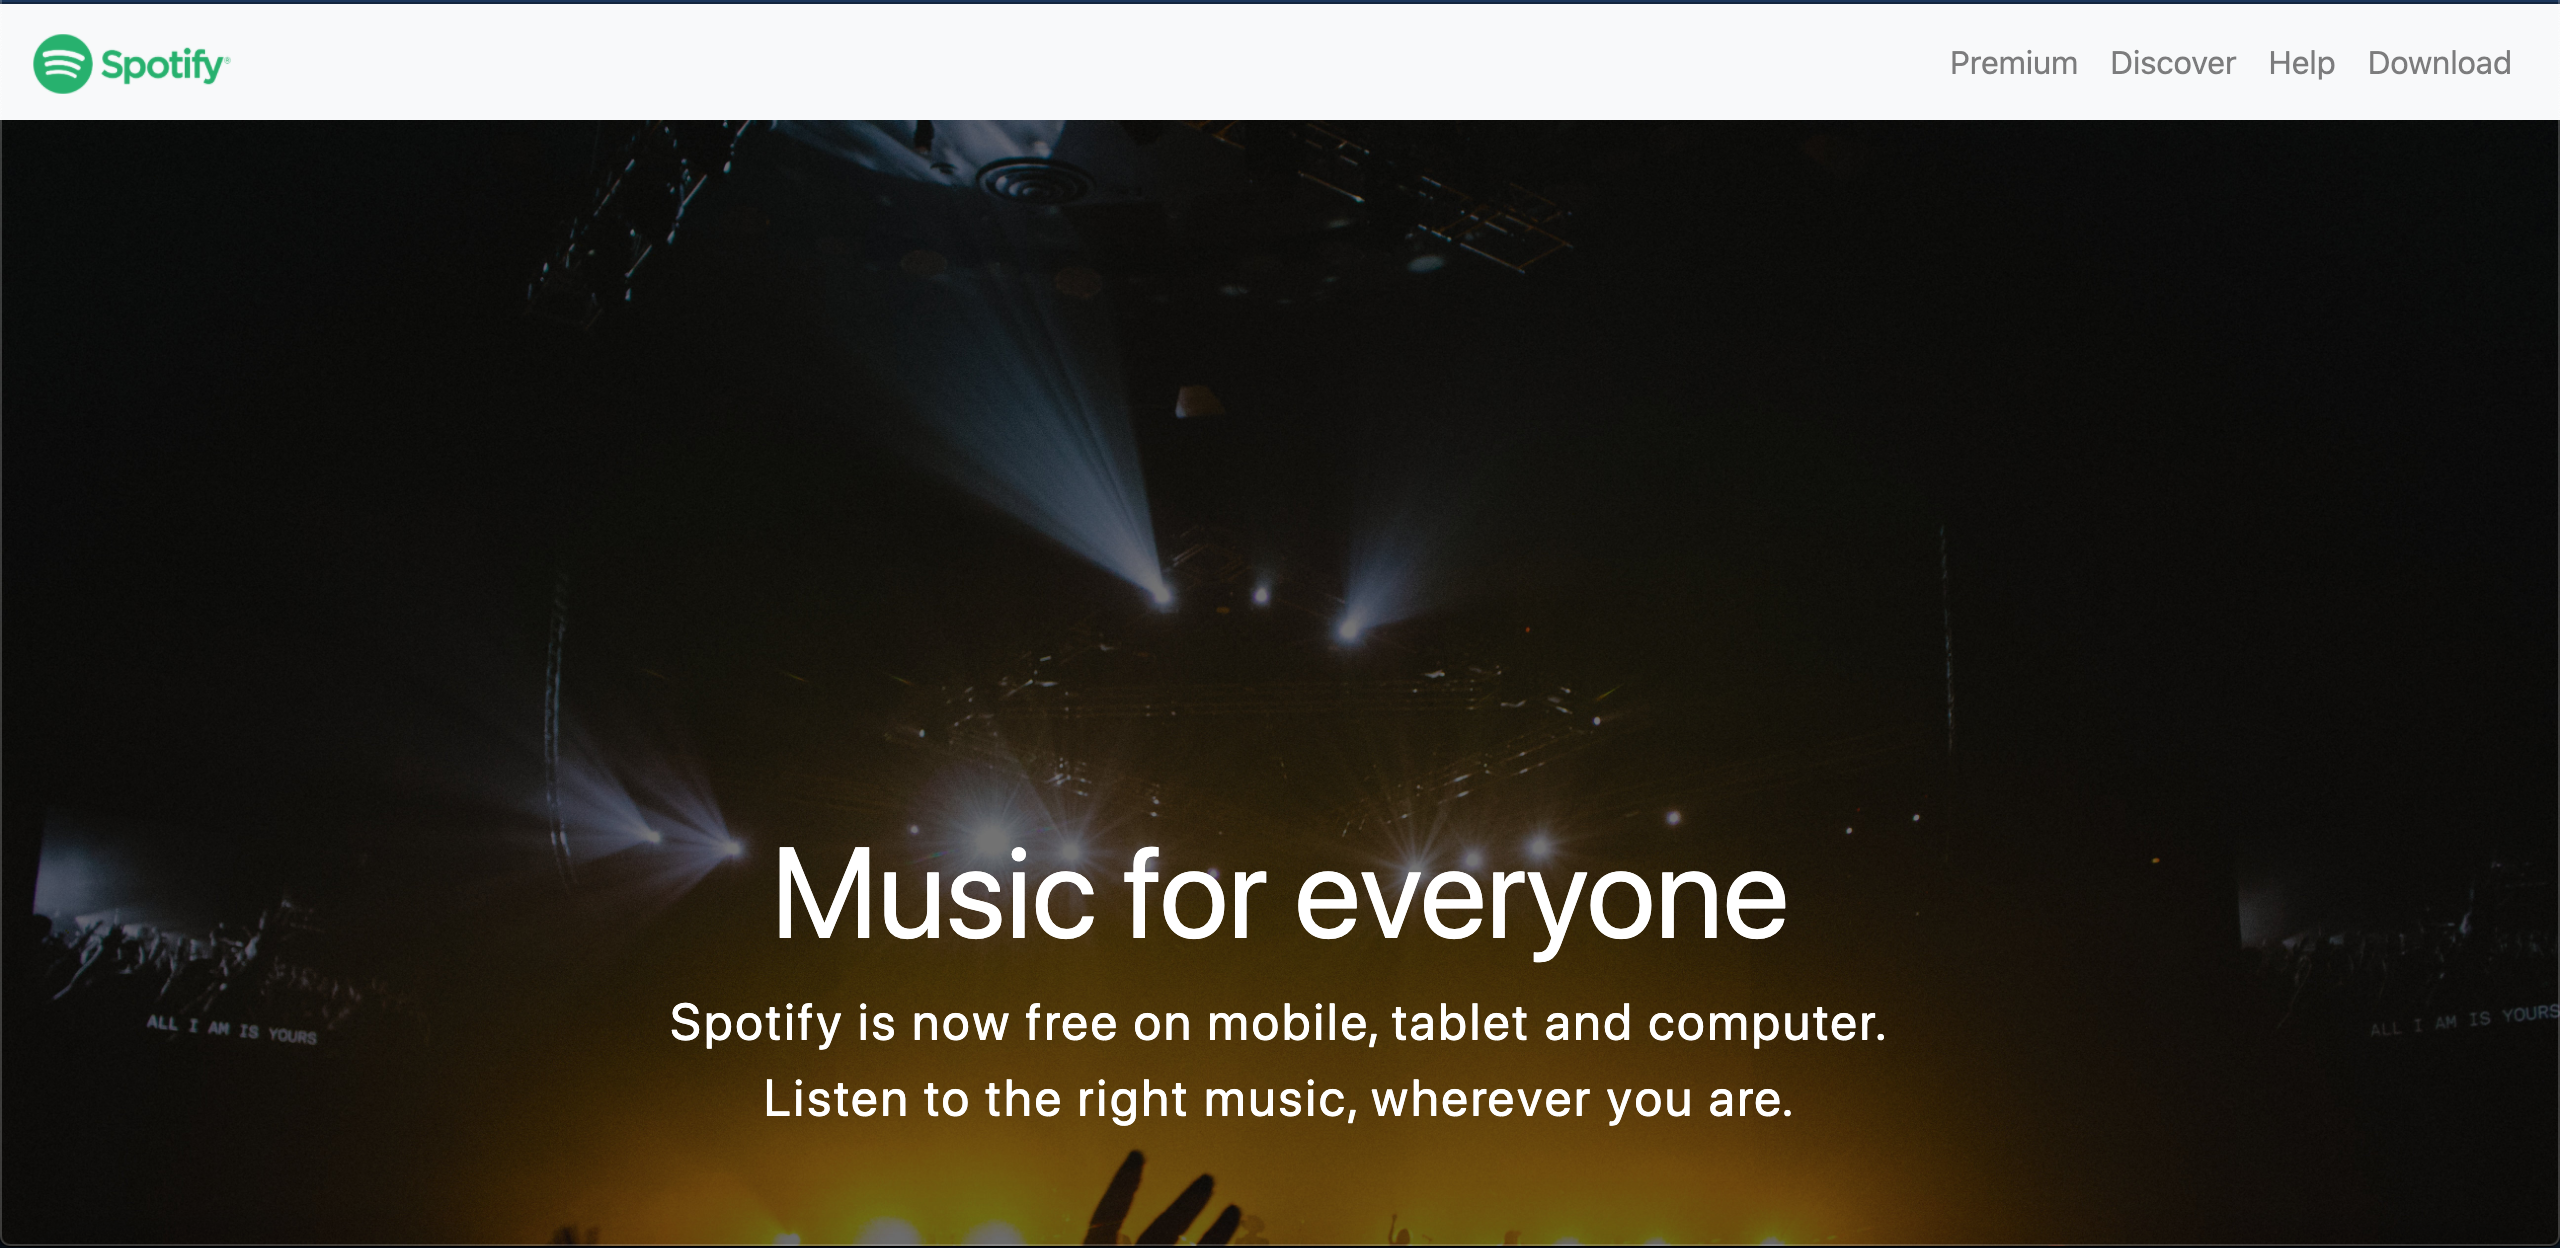 Spotify®
Premium Discover Help Download
Music for everyone
Spotify is now free on mobile, tablet and computer.
Listen to the right music, wherever you are.
ALL I AM IS YOURS
ALL I AM IS YOURS